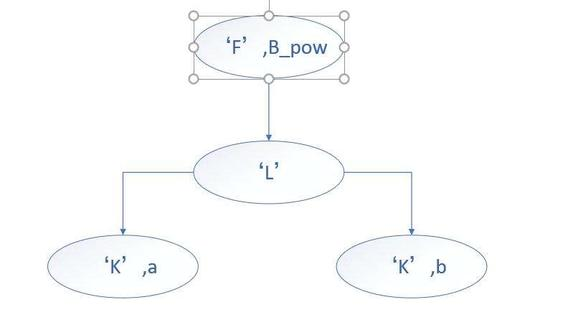 ‘F’ ,B_pow
‘L’
‘K’ ,a
‘K’ ,b